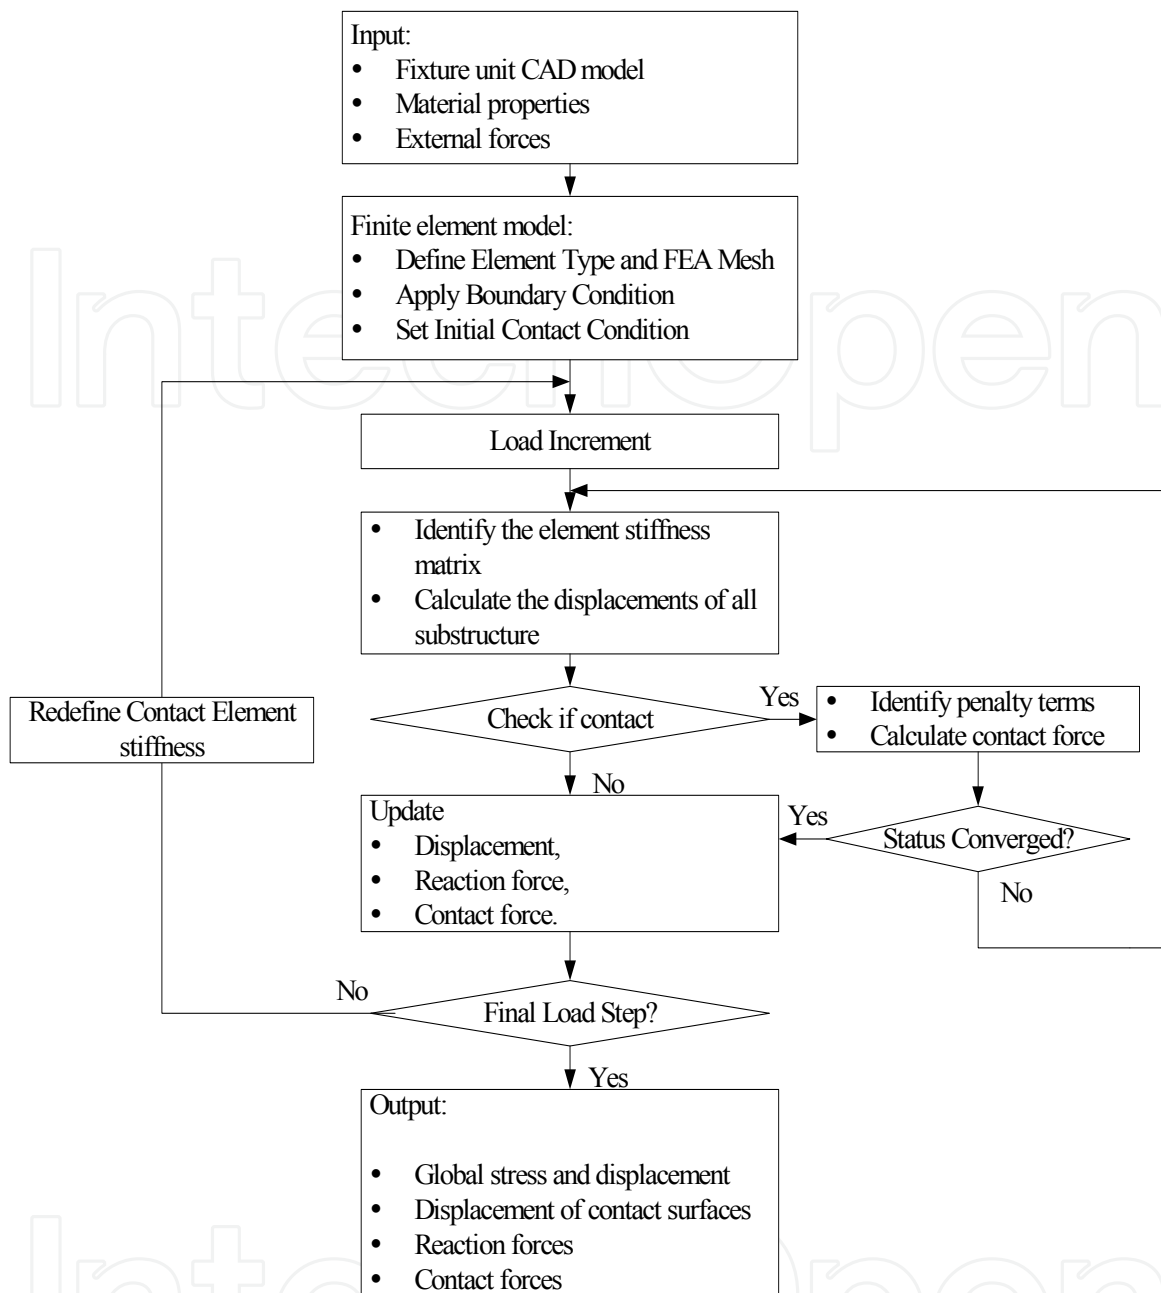 Input:
• Fixture unit CAD model
• Material properties
• External forces
Finite element model:
• Define Element Type and FEA Mesh
• Apply Boundary Condition
• Set Initial Contact Condition
IntechOpen
Load Increment
• Identify the element stiffness
matrix
• Calculate the displacements of all
substructure
Redefine Contact Element
stiffness
Check if contact
Yes
• Identify penalty terms
• Calculate contact force
No
Update
• Displacement,
• Reaction force,
• Contact force.
Yes
Status Converged?
No
No
Final Load Step?
Yes
Output:
• Global stress and displacement
• Displacement of contact surfaces
• Reaction forces
• Contact forces
IntechOpen